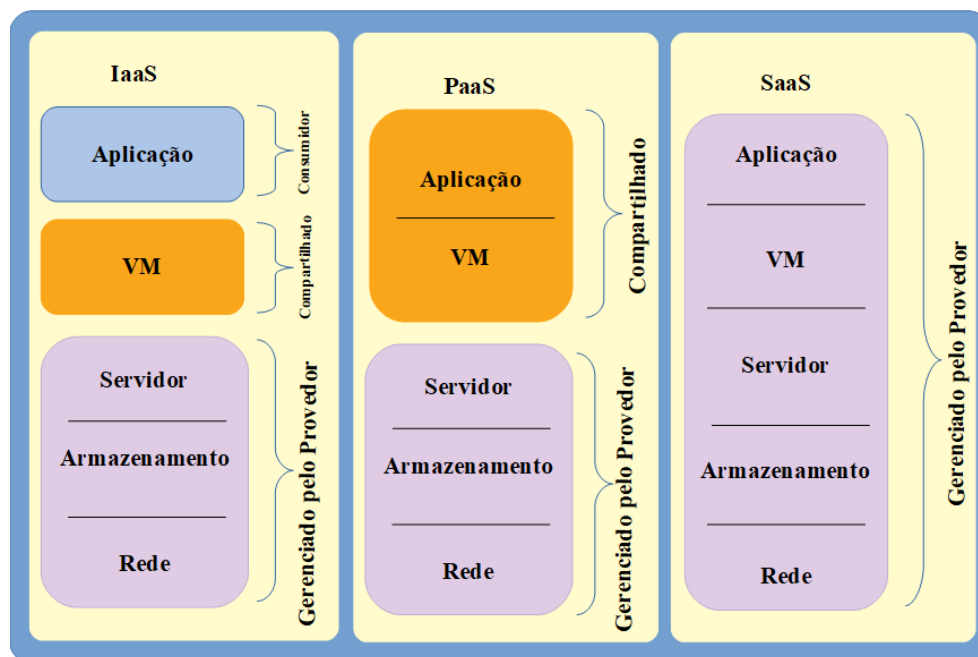 IaaS
Aplicação
Consumidor
VM
Compartilhado
Servidor
Armazenamento
Rede
Gerenciado pelo Provedor
PaaS
Aplicação
VM
Compartilhado
Servidor
Armazenamento
Rede
Gerenciado pelo Provedor
SaaS
Aplicação
VM
Servidor
Armazenamento
Rede
Gerenciado pelo Provedor